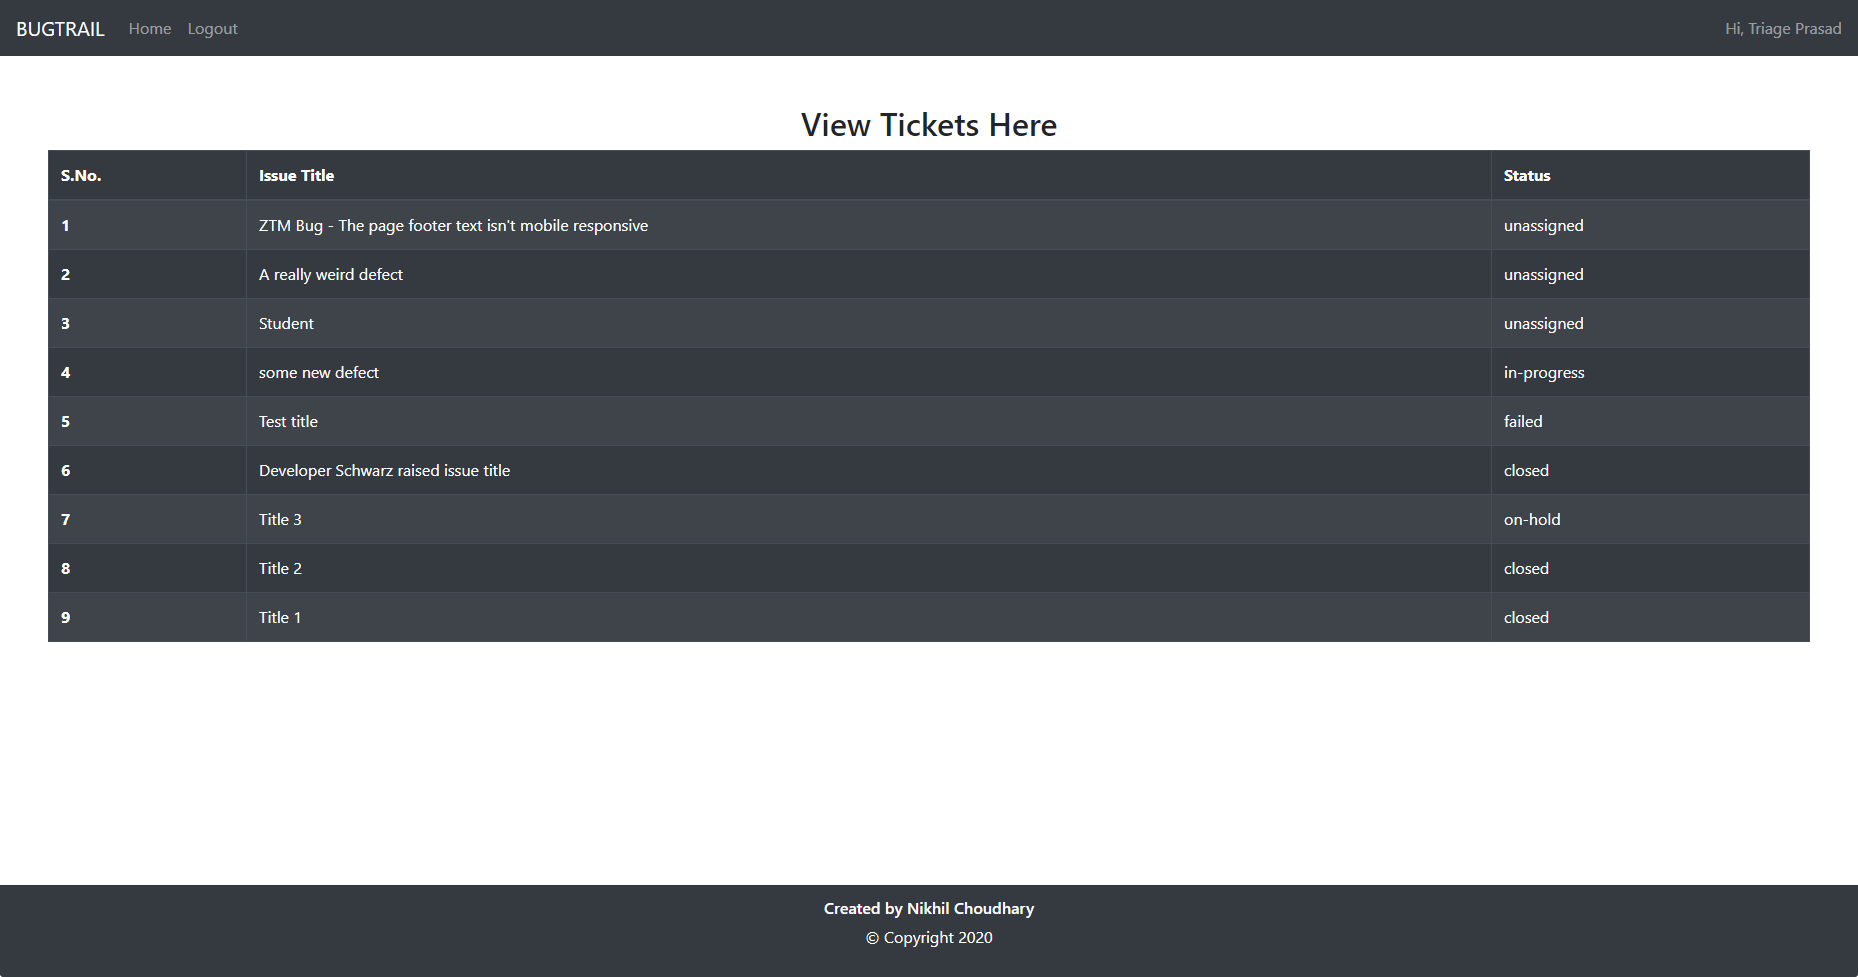 BUGTRAIL Home Logout Hi, Triage Prasad
View Tickets Here
S.No. Issue Title Status
1 ZTM Bug - The page footer text isn't mobile responsive unassigned
2 A really weird defect unassigned
3 Student unassigned
4 some new defect in-progress
5 Test title failed
6 Developer Schwarz raised issue title closed
7 Title 3 on-hold
8 Title 2 closed
9 Title 1 closed
Created by Nikhil Choudhary
© Copyright 2020